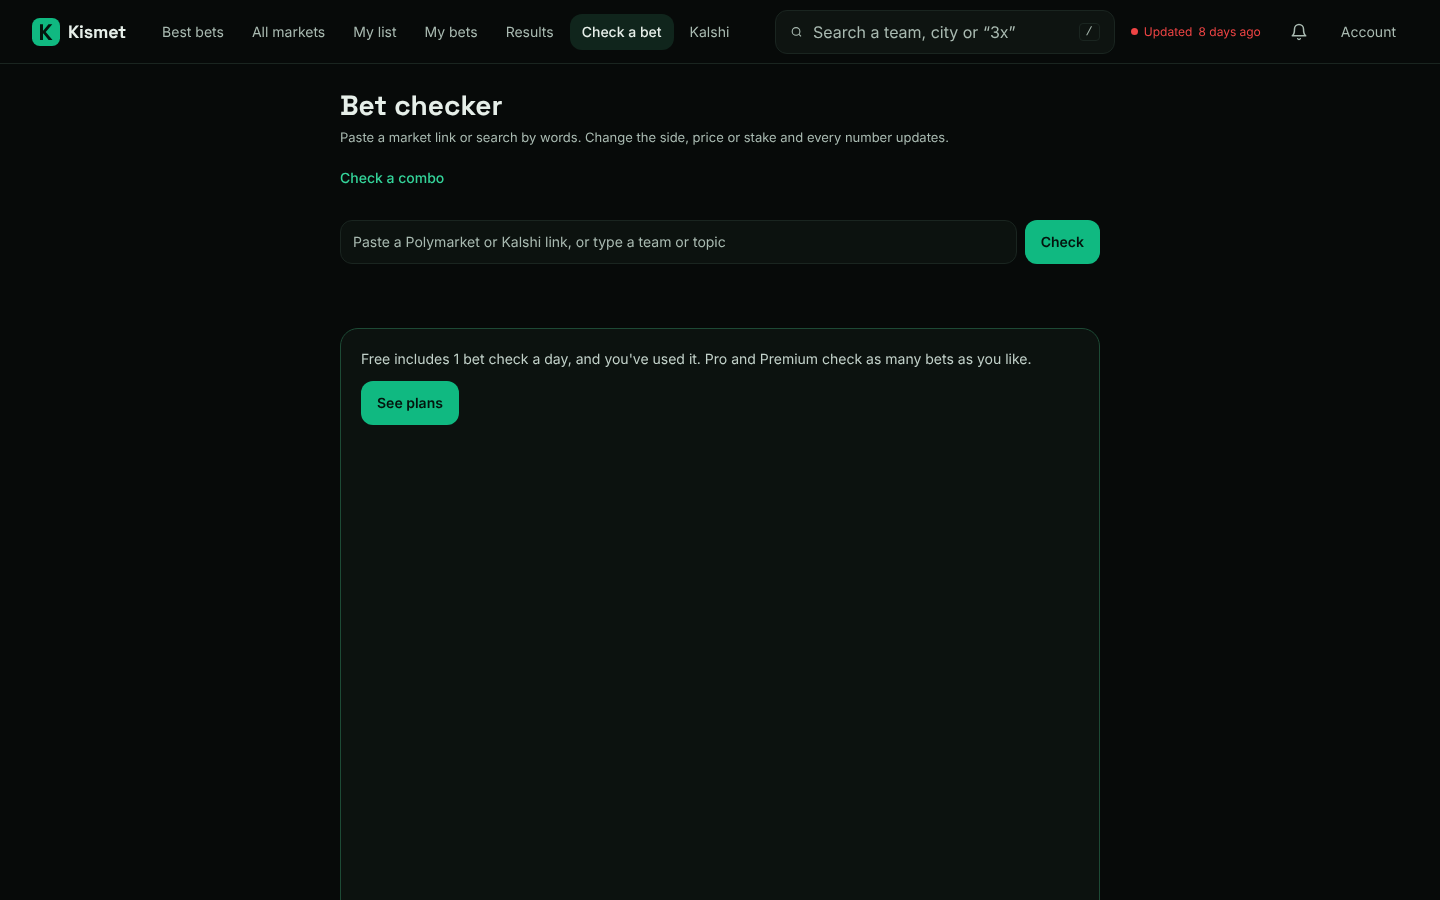 K Kismet Best bets All markets My list My bets Results Check a bet Kalshi Search a team, city or “3x” / Updated 8 days ago Account
Bet checker
Paste a market link or search by words. Change the side, price or stake and every number updates.
Check a combo
Paste a Polymarket or Kalshi link, or type a team or topic Check
Free includes 1 bet check a day, and you've used it. Pro and Premium check as many bets as you like.
See plans